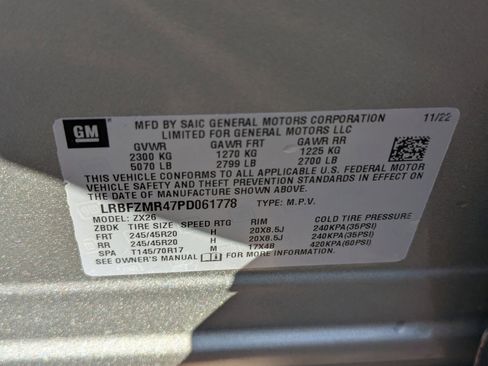 GM
MFD BY SAIC GENERAL MOTORS CORPORATION 11/22
LIMITED FOR GENERAL MOTORS LLC
GVWR GAWR FRT GAWR RR
2300 KG 1270 KG 1225 KG
5070 LB 2799 LB 2700 LB
THIS VEHICLE CONFORMS TO ALL APPLICABLE U.S. FEDERAL MOTOR
VEHICLE SAFETY, BUMPER, AND THEFT PREVENTION
STANDARDS IN EFFECT ON THE DATE OF MANUFACTURE
SHOWN ABOVE.
LRBFZMR47PD061778 TYPE: M.P.V.
MODEL: ZX26
ZBDK TIRE SIZE SPEED RTG RIM COLD TIRE PRESSURE
FRT 245/45R20 H 20X8.5J 240KPA(35PSI)
RR 245/45R20 H 20X8.5J 240KPA(35PSI)
SPA T145/70R17 M 17X4B 420KPA(60PSI)
SEE OWNER'S MANUAL FOR MORE INFORMATION.